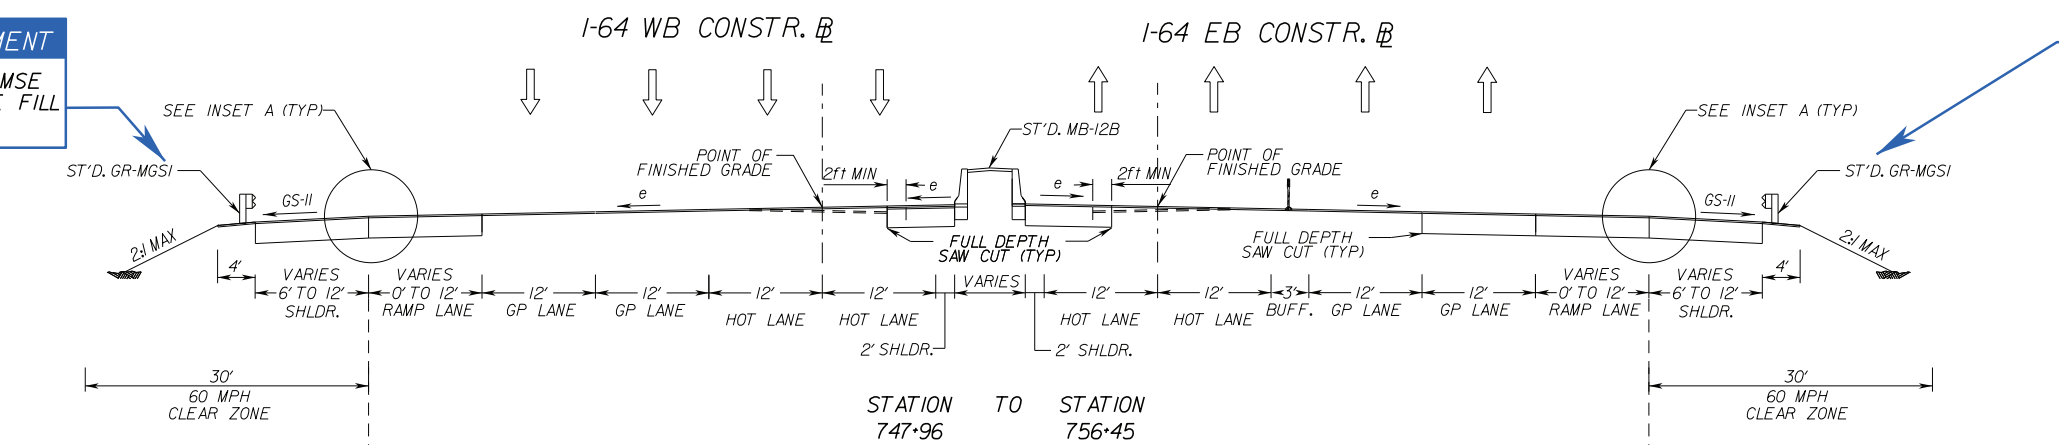 I-64 WB CONSTR. BL
I-64 EB CONSTR. BL
MENT
MSE
FILL
SEE INSET A (TYP)
SEE INSET A (TYP)
ST'D. MB-12B
ST'D. GR-MGS1
POINT OF
FINISHED GRADE
2ft MIN
e
e
2ft MIN
POINT OF
FINISHED GRADE
ST'D. GR-MGS1
GS-11
e
e
GS-11
2:1 MAX
FULL DEPTH
SAW CUT (TYP)
FULL DEPTH
SAW CUT (TYP)
2:1 MAX
4'
VARIES
6' TO 12'
SHLDR.
VARIES
0' TO 12'
RAMP LANE
12'
GP LANE
12'
GP LANE
12'
HOT LANE
12'
HOT LANE
VARIES
12'
HOT LANE
12'
HOT LANE
3'
BUFF.
12'
GP LANE
12'
GP LANE
VARIES
0' TO 12'
RAMP LANE
VARIES
6' TO 12'
SHLDR.
4'
2' SHLDR.
2' SHLDR.
30'
60 MPH
CLEAR ZONE
30'
60 MPH
CLEAR ZONE
STATION TO STATION
747+96 756+45